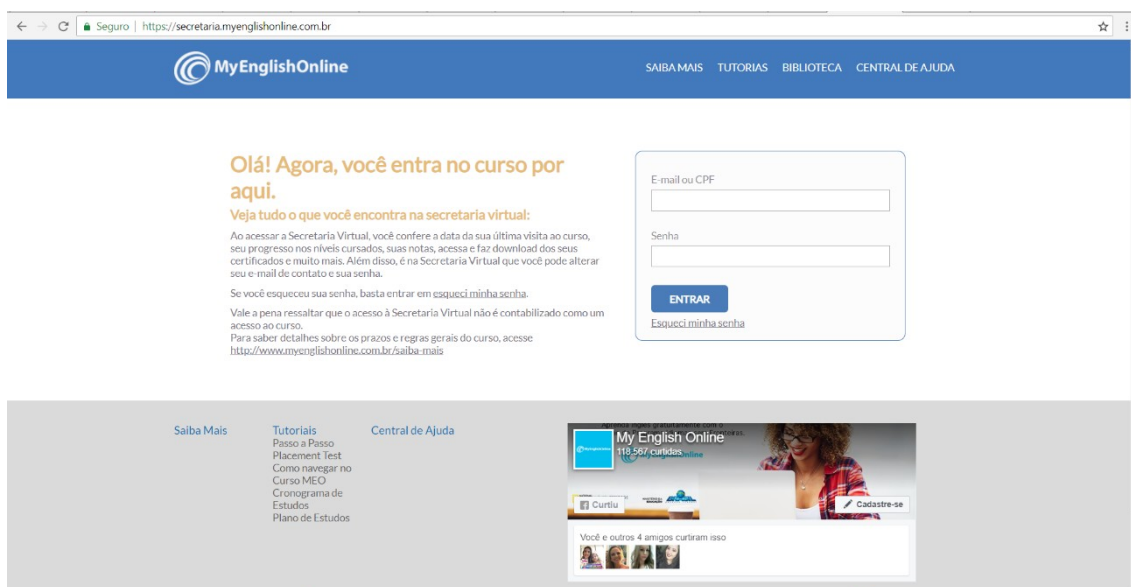 Seguro | https://secretaria.myenglishonline.com.br
MyEnglishOnline
SAIBA MAIS TUTORIAS BIBLIOTECA CENTRAL DE AJUDA
Olá! Agora, você entra no curso por
aqui.
Veja tudo o que você encontra na secretaria virtual:
Ao acessar a Secretaria Virtual, você confere a data da sua última visita ao curso,
seu progresso nos níveis cursados, suas notas, acessa e faz download dos seus
certificados e muito mais. Além disso, é na Secretaria Virtual que você pode alterar
seu e-mail de contato e sua senha.
Se você esqueceu sua senha, basta entrar em esqueci minha senha.
Vale a pena ressaltar que o acesso à Secretaria Virtual não é contabilizado como um
acesso ao curso.
Para saber detalhes sobre os prazos e regras gerais do curso, acesse
http://www.myenglishonline.com.br/saiba-mais
E-mail ou CPF
Senha
ENTRAR
Esqueci minha senha
Saiba Mais
Tutoriais
Passo a Passo
Placement Test
Como navegar no
Curso MEO
Cronograma de
Estudos
Plano de Estudos
Central de Ajuda
My English Online
118.567 curtidas
Curtiu
Cadastre-se
Você e outros 4 amigos curtiram isso